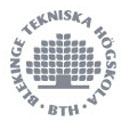 BLEKINGE TEKNISKA HÖGSKOLA
· BTH ·